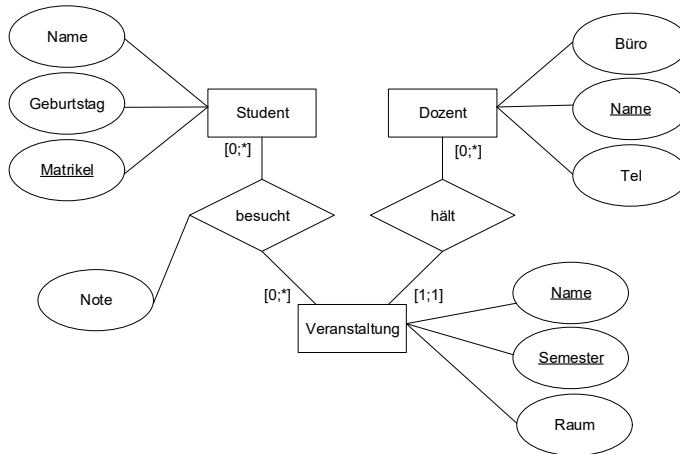 Name
Geburtstag
Matrikel
Student
Dozent
Büro
Name
Tel
[0;*]
[0;*]
besucht
hält
Note
[0;*]
[1;1]
Veranstaltung
Name
Semester
Raum